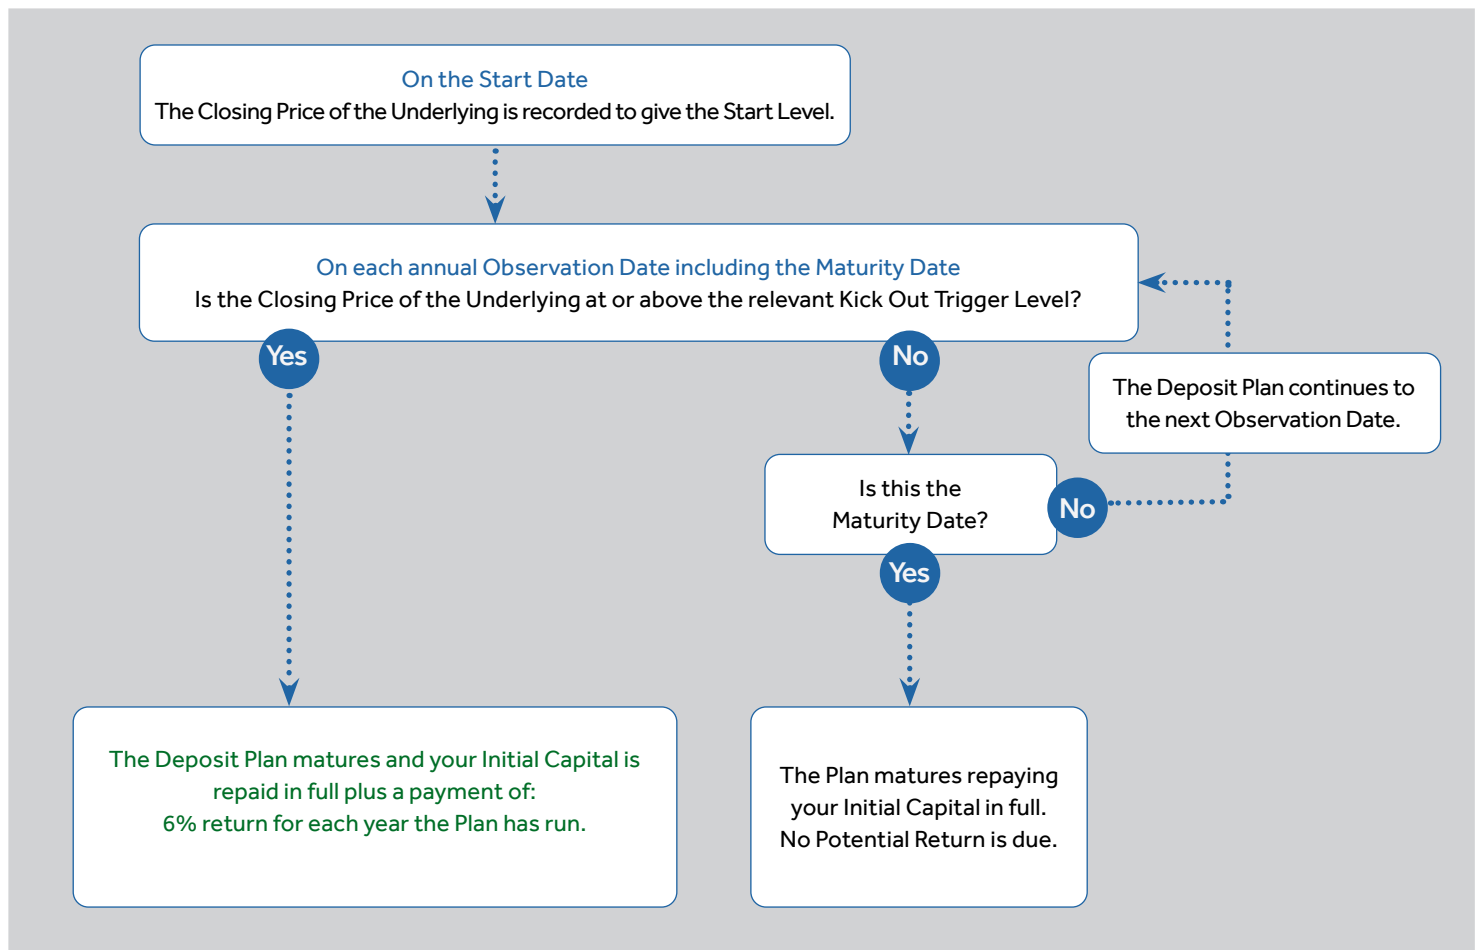 On the Start Date
The Closing Price of the Underlying is recorded to give the Start Level.
On each annual Observation Date including the Maturity Date
Is the Closing Price of the Underlying at or above the relevant Kick Out Trigger Level?
Yes
No
The Deposit Plan continues to
the next Observation Date.
Is this the
Maturity Date?
No
Yes
The Deposit Plan matures and your Initial Capital is
repaid in full plus a payment of:
6% return for each year the Plan has run.
The Plan matures repaying
your Initial Capital in full.
No Potential Return is due.